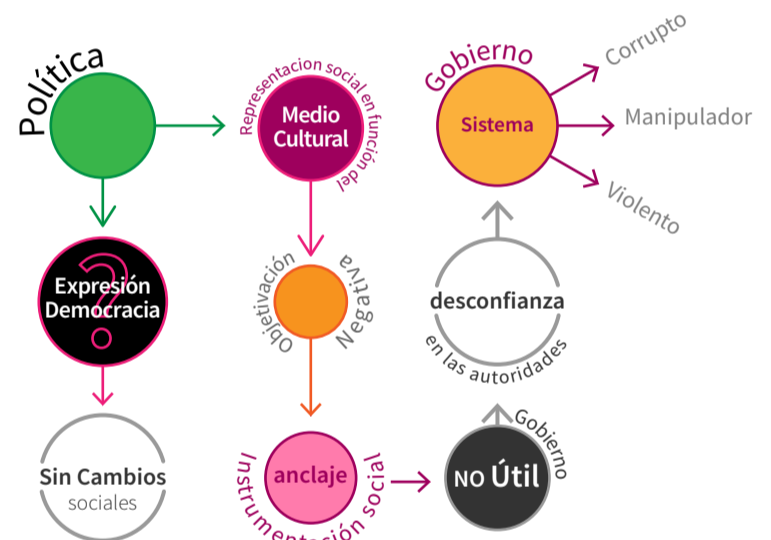 Política
Representacion social en función del
Medio
Cultural
Gobierno
Sistema
Corrupto
Manipulador
Violento
?
Expresión
Democracia
Objetivación
Negativa
desconfianza
en las autoridades
Sin Cambios
sociales
anclaje
Instrumentación social
NO Útil
Gobierno